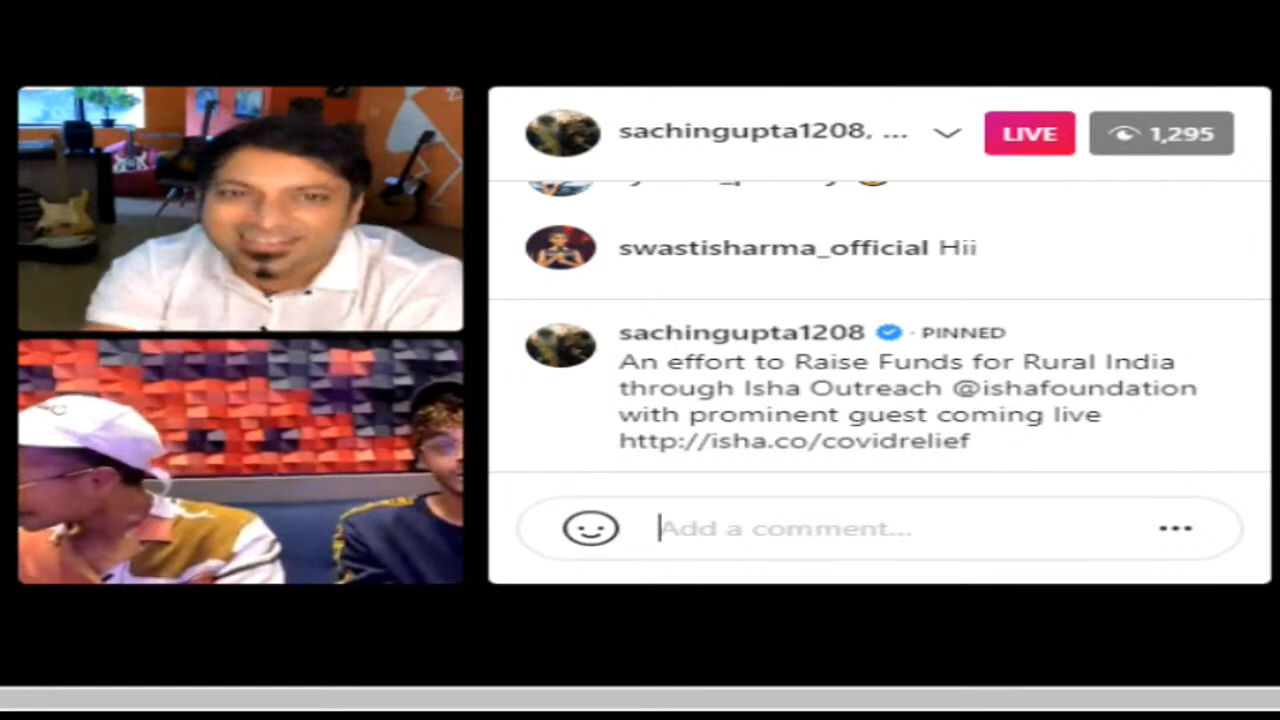 sachingupta1208, ...
LIVE
1,295
swastisharma_official Hii
sachingupta1208 · PINNED
An effort to Raise Funds for Rural India
through Isha Outreach @ishafoundation
with prominent guest coming live
http://isha.co/covidrelief
Add a comment...